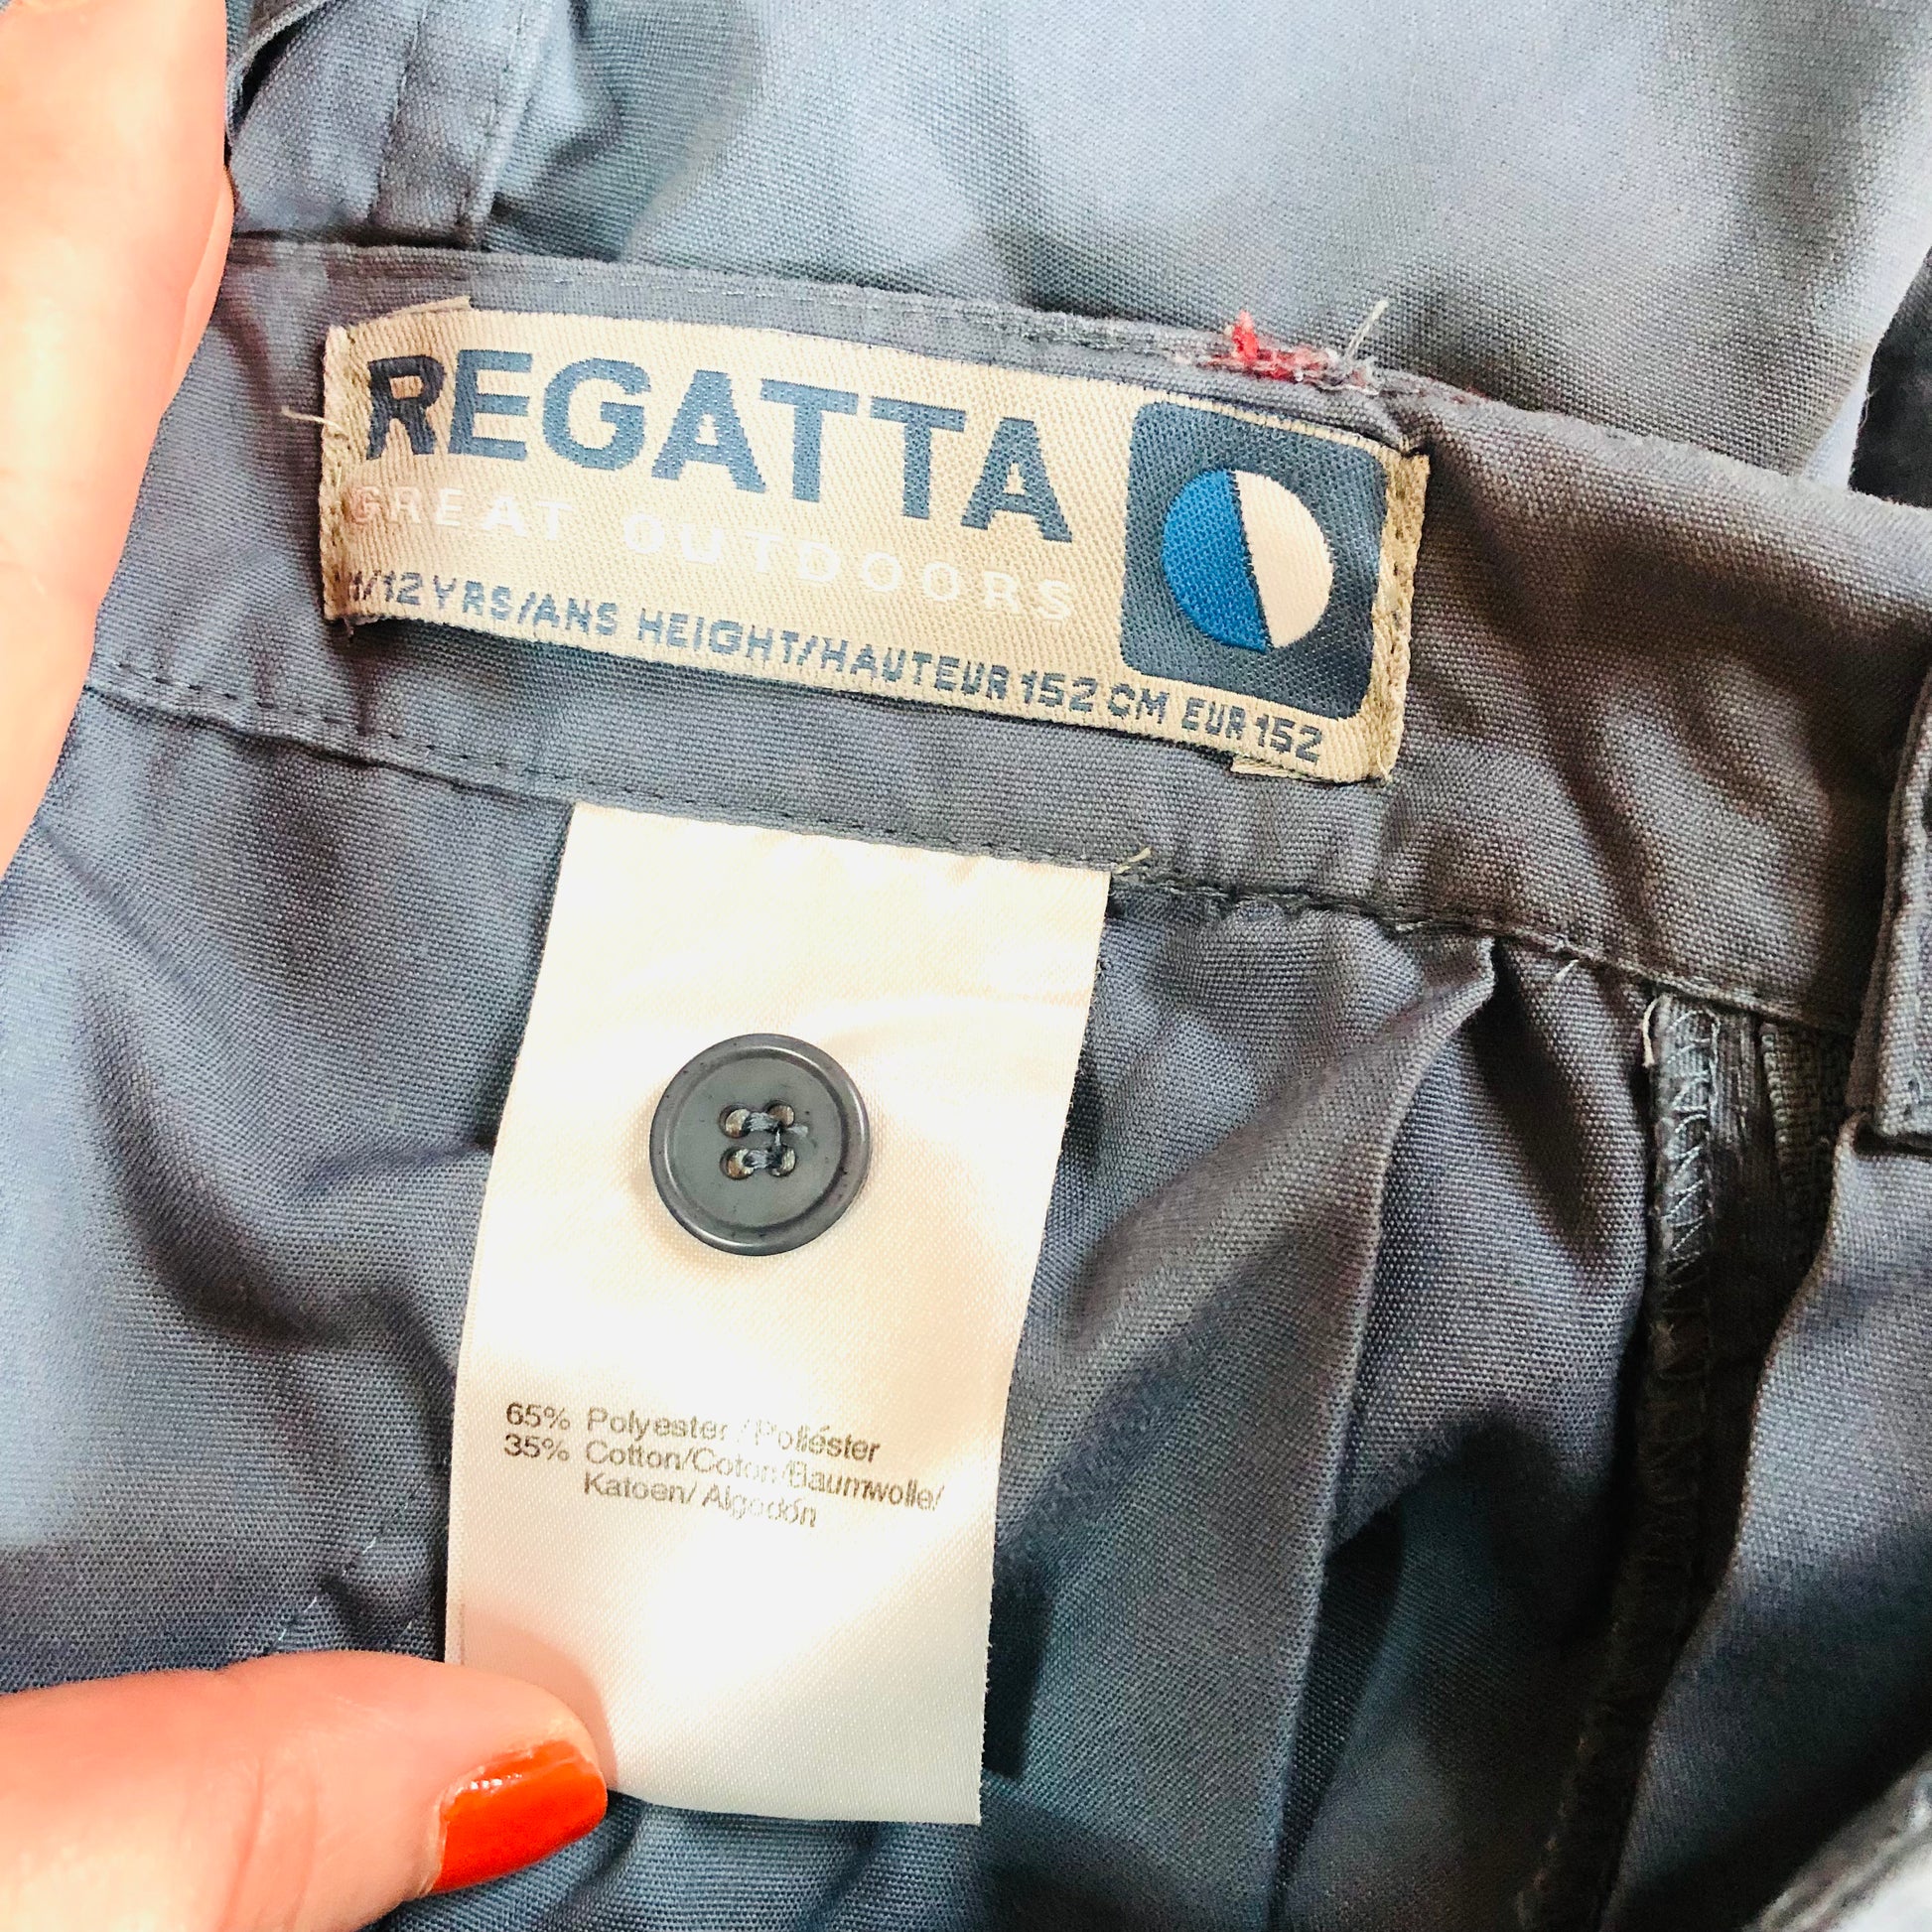 REGATTA
GREAT OUTDOORS
11/12 YRS/ANS HEIGHT/HAUTEUR 152 CM EUR 152
65% Polyester/Poliéster
35% Cotton/Coton/Baumwolle/
Katoen/Algodón